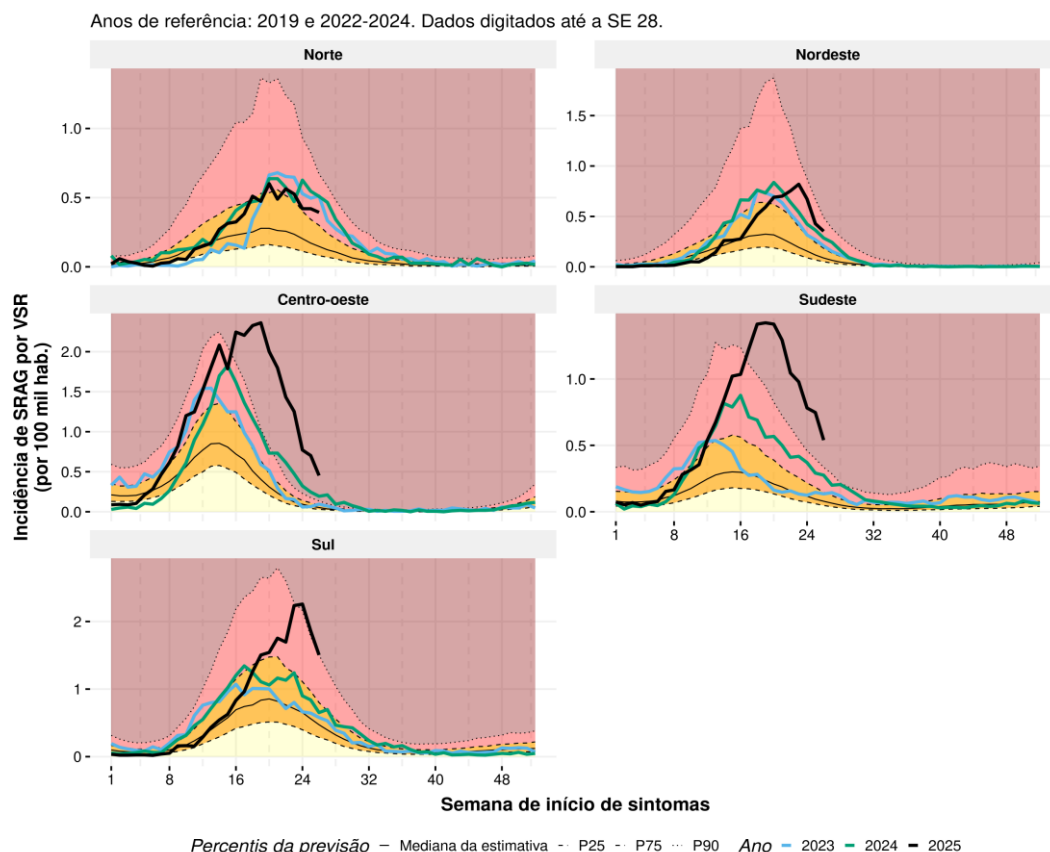 Anos de referência: 2019 e 2022-2024. Dados digitados até a SE 28.
Norte
Nordeste
1.0
0.5
0.0
1.5
1.0
0.5
0.0
Centro-oeste
Sudeste
2.0
1.5
1.0
0.5
0.0
1.0
0.5
0.0
1 8 16 24 32 40 48
Sul
2
1
0
1 8 16 24 32 40 48
Incidência de SRAG por VSR
(por 100 mil hab.)
Semana de início de sintomas
Percentis da previsão Mediana da estimativa P25 P75 P90 Ano 2023 2024 2025